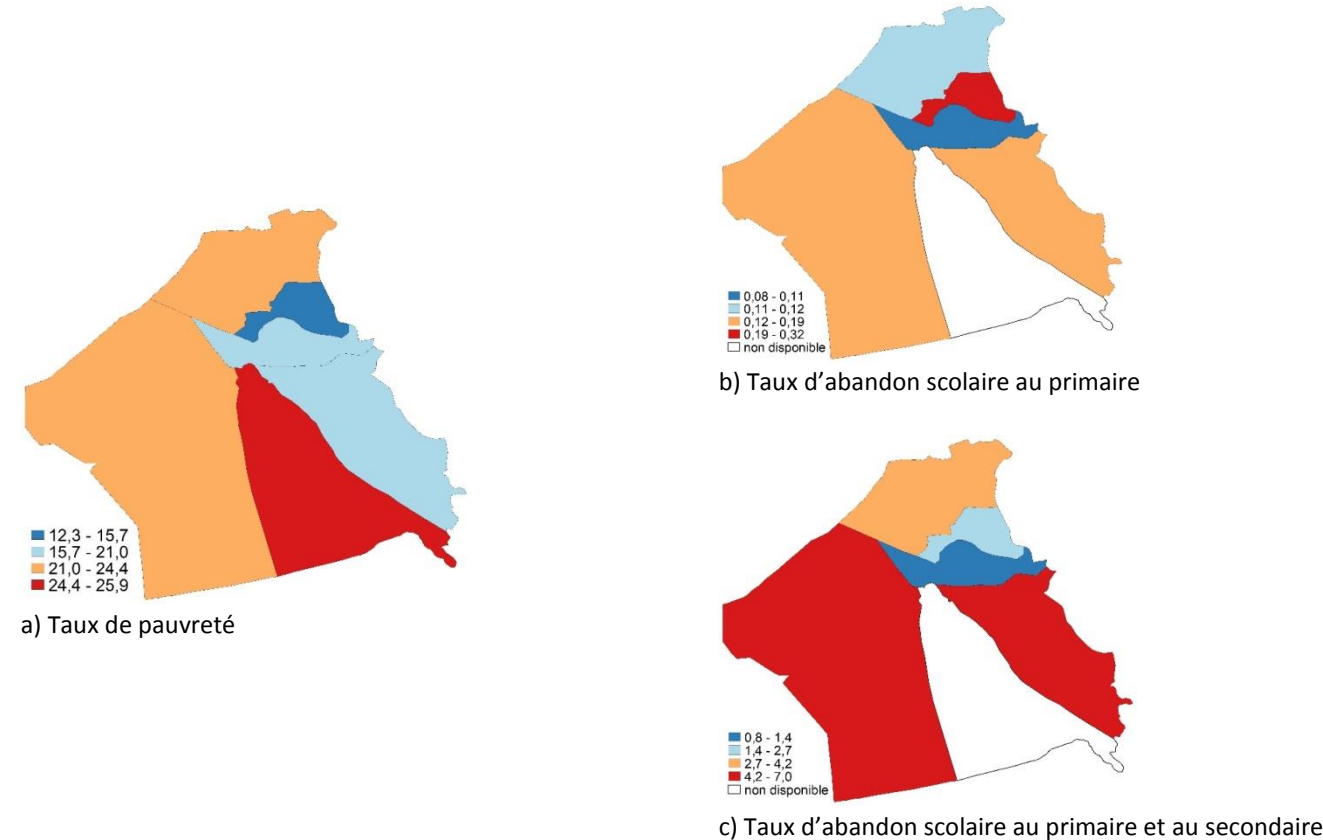 12,3 - 15,7
15,7 - 21,0
21,0 - 24,4
24,4 - 25,9
a) Taux de pauvreté
0,08 - 0,11
0,11 - 0,12
0,12 - 0,19
0,19 - 0,32
non disponible
b) Taux d’abandon scolaire au primaire
0,8 - 1,4
1,4 - 2,7
2,7 - 4,2
4,2 - 7,0
non disponible
c) Taux d’abandon scolaire au primaire et au secondaire